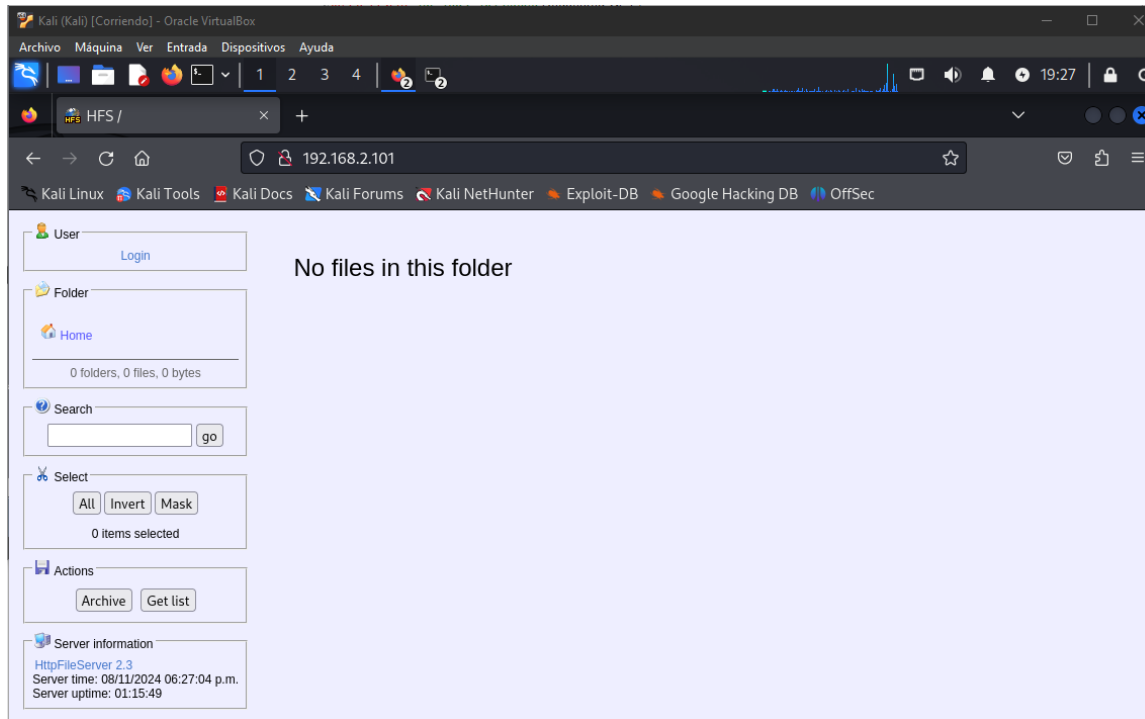 Kali (Kali) [Corriendo] - Oracle VirtualBox
Archivo Máquina Ver Entrada Dispositivos Ayuda
1 2 3 4 2 2 19:27
HFS /
192.168.2.101
Kali Linux Kali Tools Kali Docs Kali Forums Kali NetHunter Exploit-DB Google Hacking DB OffSec
User
Login
No files in this folder
Folder
Home
0 folders, 0 files, 0 bytes
Search
go
Select
All Invert Mask
0 items selected
Actions
Archive Get list
Server information
HttpFileServer 2.3
Server time: 08/11/2024 06:27:04 p.m.
Server uptime: 01:15:49